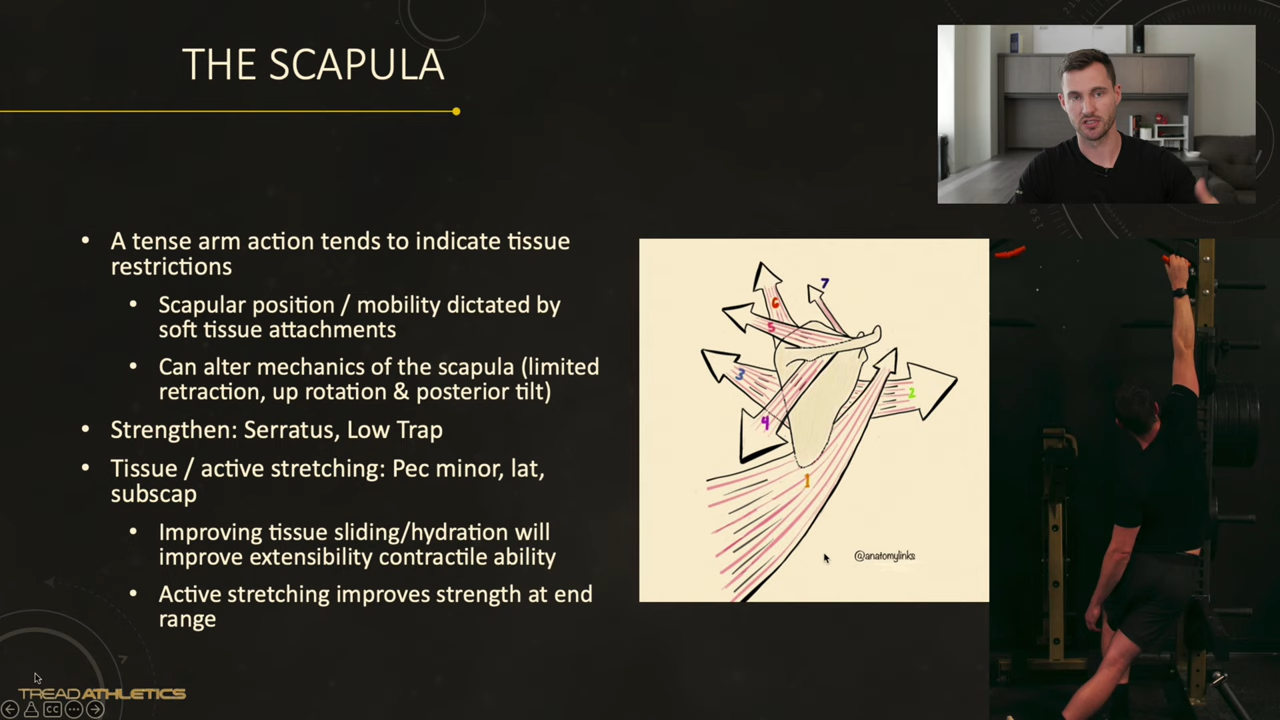 THE SCAPULA
• A tense arm action tends to indicate tissue
restrictions
• Scapular position / mobility dictated by
soft tissue attachments
• Can alter mechanics of the scapula (limited
retraction, up rotation & posterior tilt)
• Strengthen: Serratus, Low Trap
• Tissue / active stretching: Pec minor, lat,
subscap
• Improving tissue sliding/hydration will
improve extensibility contractile ability
• Active stretching improves strength at end
range
7
6
5
3
2
4
1
@anatomylinks
TREADATHLETICS
CC